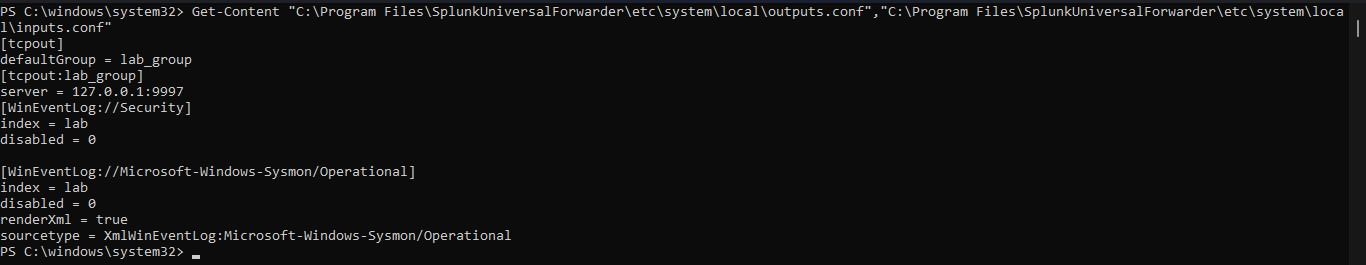 PS C:\windows\system32> Get-Content "C:\Program Files\SplunkUniversalForwarder\etc\system\local\outputs.conf","C:\Program Files\SplunkUniversalForwarder\etc\system\loca
l\inputs.conf"
[tcpout]
defaultGroup = lab_group
[tcpout:lab_group]
server = 127.0.0.1:9997
[WinEventLog://Security]
index = lab
disabled = 0

[WinEventLog://Microsoft-Windows-Sysmon/Operational]
index = lab
disabled = 0
renderXml = true
sourcetype = XmlWinEventLog:Microsoft-Windows-Sysmon/Operational
PS C:\windows\system32>